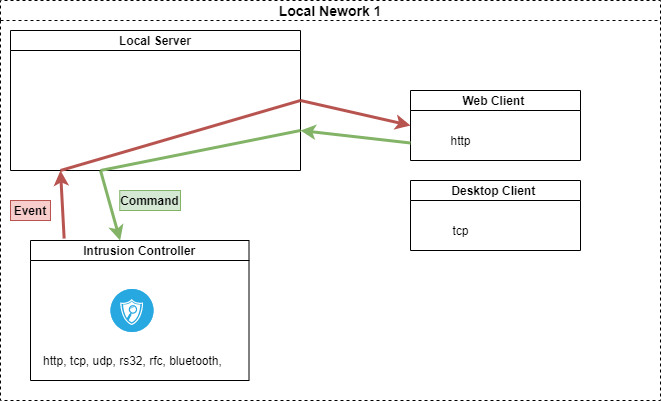 Local Nework 1
Local Server
Web Client
http
Desktop Client
tcp
Event
Command
Intrusion Controller
http, tcp, udp, rs32, rfc, bluetooth,